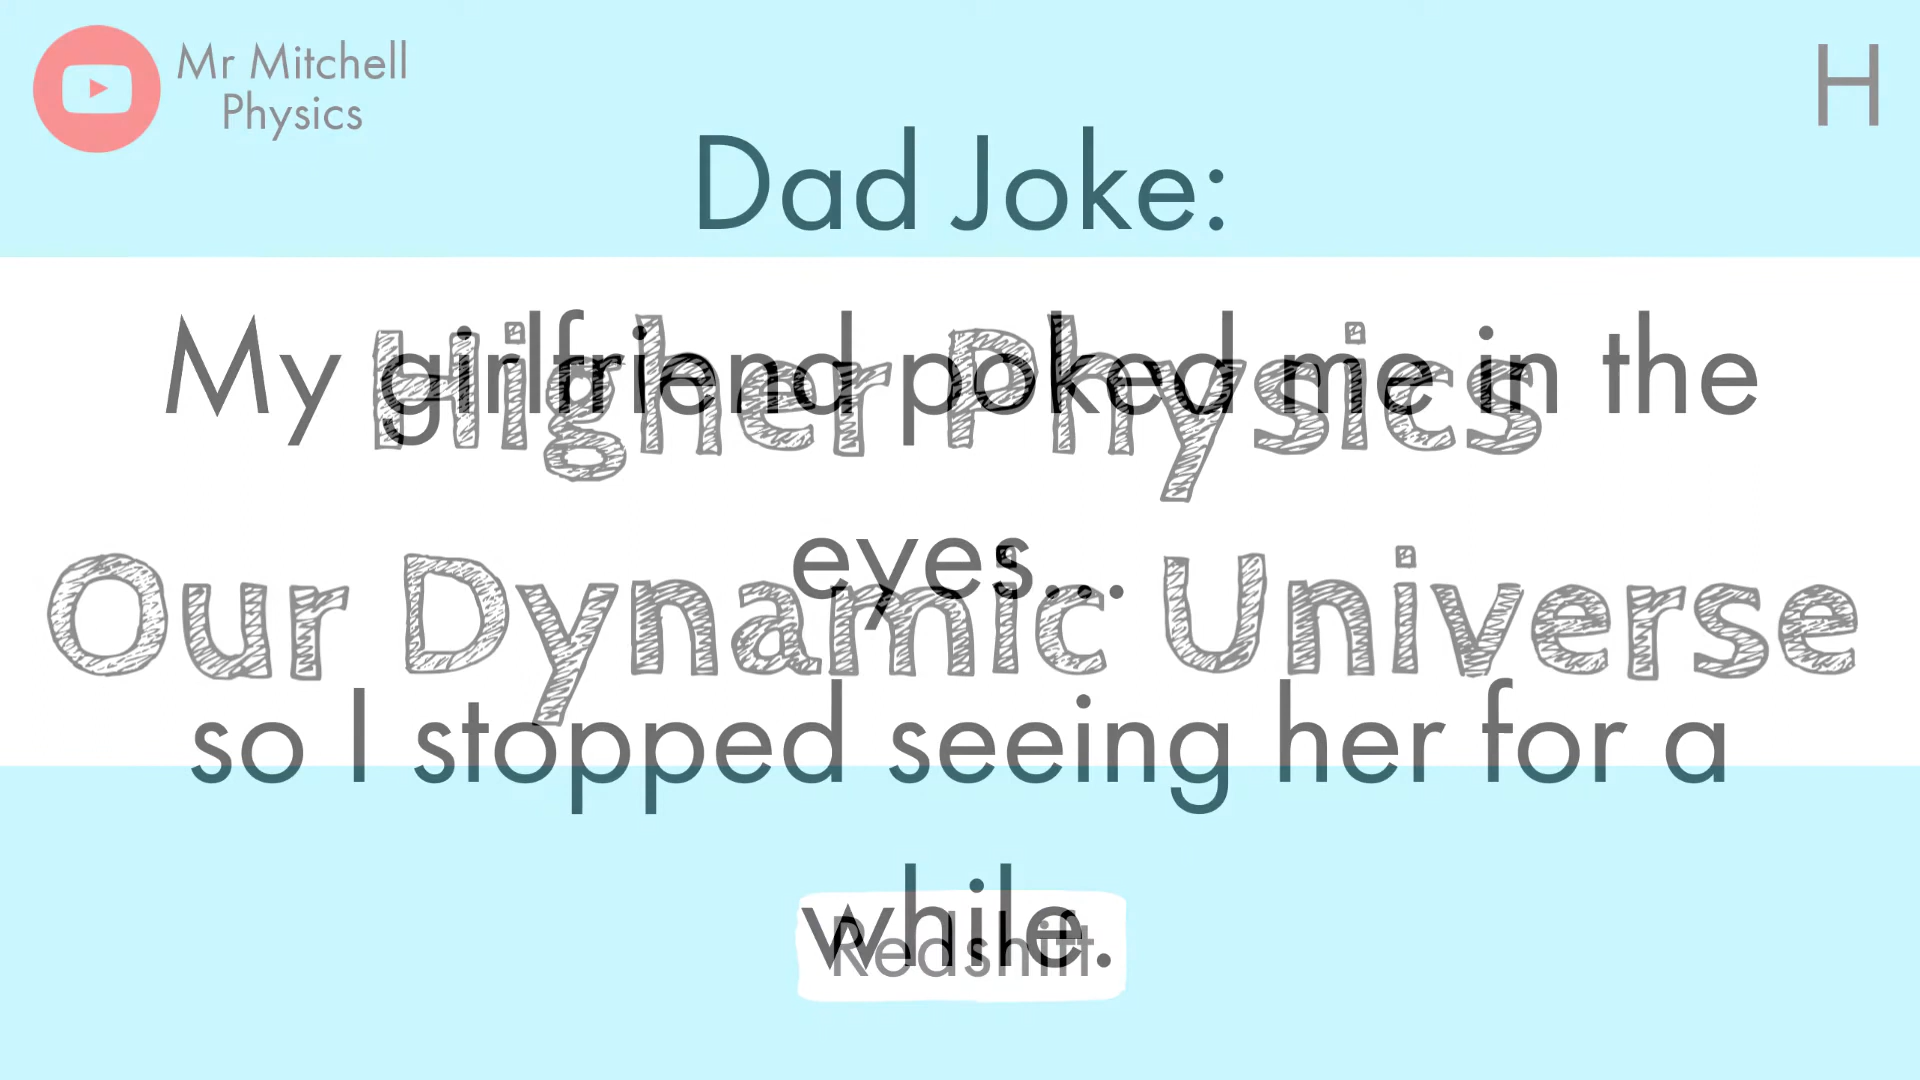 Mr Mitchell
Physics
H
Dad Joke:
My girlfriend poked me in the
Higher Physics
eyes...
Our Dynamic Universe
so I stopped seeing her for a
while.
Redshift